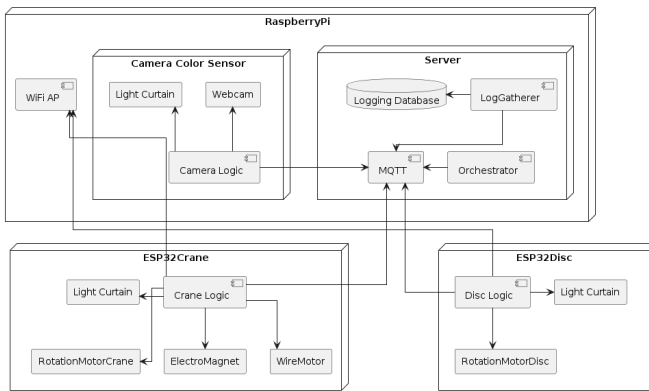 RaspberryPi
Camera Color Sensor
Server
WiFi AP
Light Curtain
Webcam
Logging Database
LogGatherer
Camera Logic
MQTT
Orchestrator
ESP32Crane
ESP32Disc
Light Curtain
Crane Logic
Disc Logic
Light Curtain
RotationMotorCrane
ElectroMagnet
WireMotor
RotationMotorDisc